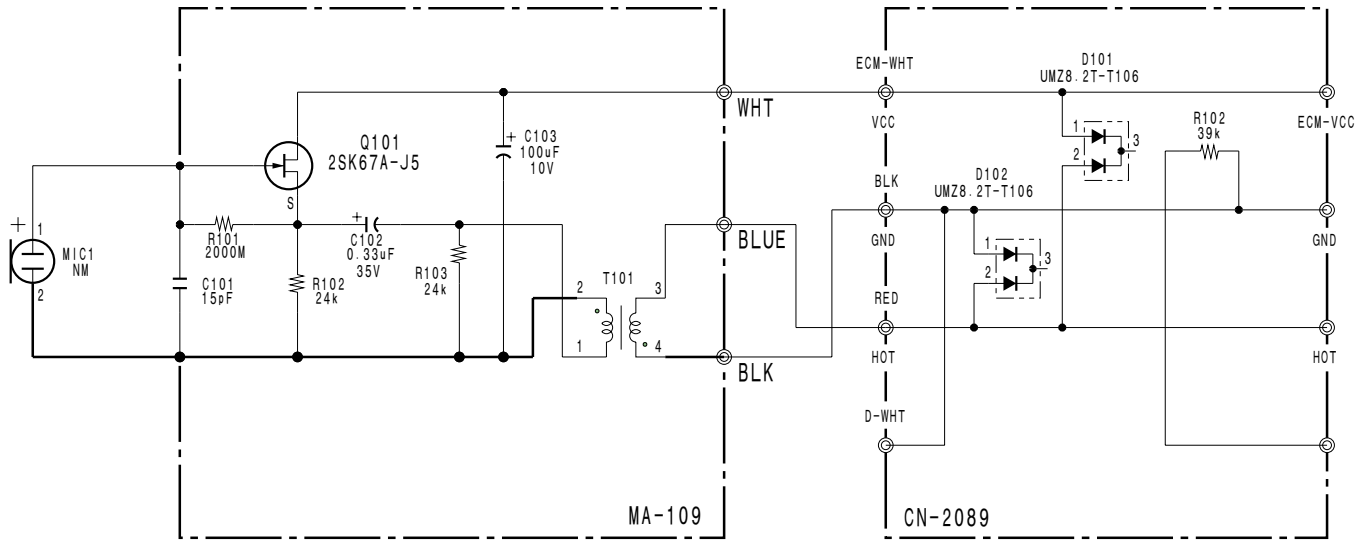 ECM-WHT
D101
UMZ8.2T-T106
WHT
VCC
R102
39k
ECM-VCC
Q101
2SK67A-J5
+
C103
100uF
10V
1
2
3
S
BLK
D102
UMZ8.2T-T106
+
1
MIC1
NM
2
R101
2000M
+
C102
0.33uF
35V
BLUE
GND
GND
1
2
3
C101
15pF
R102
24k
R103
24k
T101
2
3
1
4
RED
BLK
HOT
HOT
D-WHT
MA-109
CN-2089